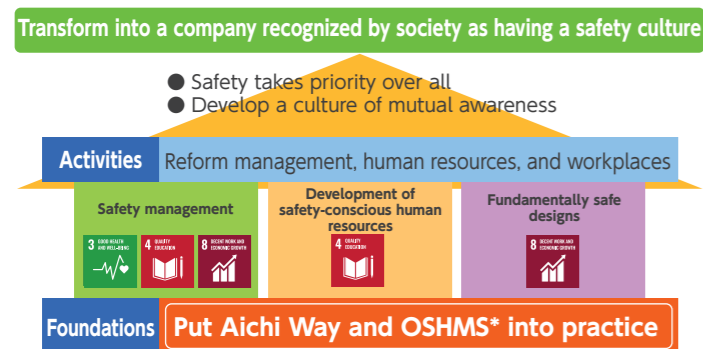 Transform into a company recognized by society as having a safety culture
● Safety takes priority over all
● Develop a culture of mutual awareness
Activities Reform management, human resources, and workplaces
Safety management
3 GOOD HEALTH
AND WELL-BEING
4 QUALITY
EDUCATION
8 DECENT WORK AND
ECONOMIC GROWTH
Development of
safety-conscious human
resources
4 QUALITY
EDUCATION
Fundamentally safe
designs
8 DECENT WORK AND
ECONOMIC GROWTH
Foundations Put Aichi Way and OSHMS* into practice